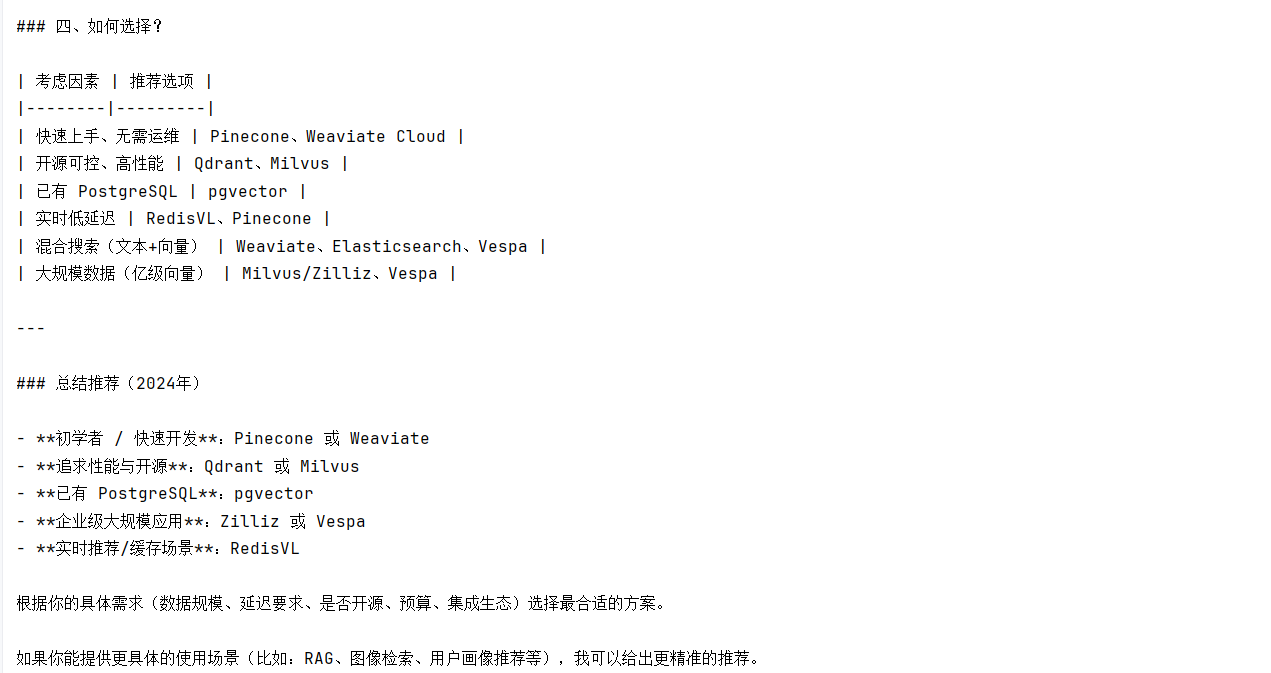 ### 四、如何选择？
| 考虑因素 | 推荐选项 |
|--------|---------|
| 快速上手、无需运维 | Pinecone、Weaviate Cloud |
| 开源可控、高性能 | Qdrant、Milvus |
| 已有 PostgreSQL | pgvector |
| 实时低延迟 | RedisVL、Pinecone |
| 混合搜索（文本+向量） | Weaviate、Elasticsearch、Vespa |
| 大规模数据（亿级向量） | Milvus/Zilliz、Vespa |
---
### 总结推荐（2024年）
- **初学者 / 快速开发**：Pinecone 或 Weaviate
- **追求性能与开源**：Qdrant 或 Milvus
- **已有 PostgreSQL**：pgvector
- **企业级大规模应用**：Zilliz 或 Vespa
- **实时推荐/缓存场景**：RedisVL
根据你的具体需求（数据规模、延迟要求、是否开源、预算、集成生态）选择最合适的方案。
如果你能提供更具体的使用场景（比如：RAG、图像检索、用户画像推荐等），我可以给出更精准的推荐。